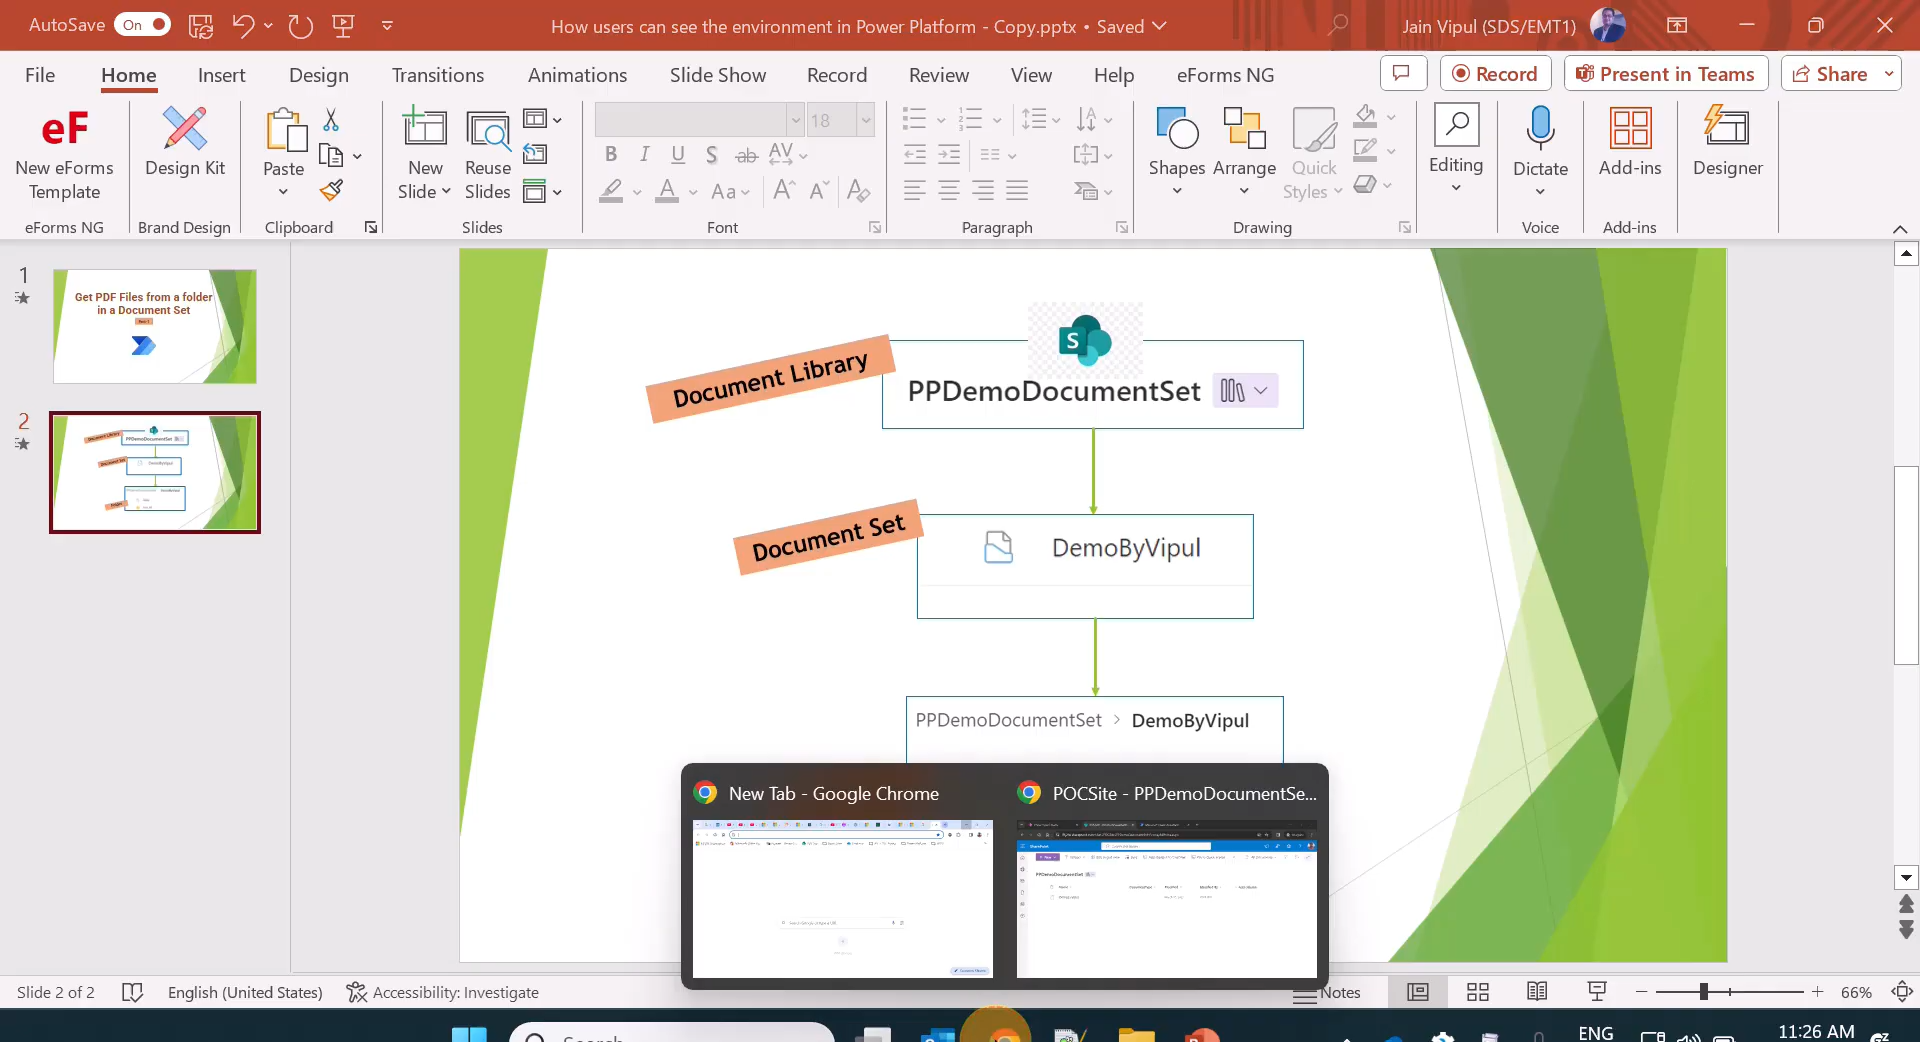 AutoSave On
How users can see the environment in Power Platform - Copy.pptx • Saved
Jain Vipul (SDS/EMT1)
File Home Insert Design Transitions Animations Slide Show Record Review View Help eForms NG
Record Present in Teams Share
eF
New eForms Template
eForms NG
Design Kit
Brand Design
Paste
Clipboard
New Slide
Reuse Slides
Slides
18
Font
Paragraph
Shapes
Arrange
Quick Styles
Drawing
Editing
Dictate
Voice
Add-ins
Add-ins
Designer
1
Get PDF Files from a folder
in a Document Set
2
Document Library
PPDemoDocumentSet
Document Set
DemoByVipul
PPDemoDocumentSet > DemoByVipul
New Tab - Google Chrome
POCSite - PPDemoDocumentSe...
Slide 2 of 2
English (United States)
Accessibility: Investigate
Notes
66%
Search
ENG
11:26 AM